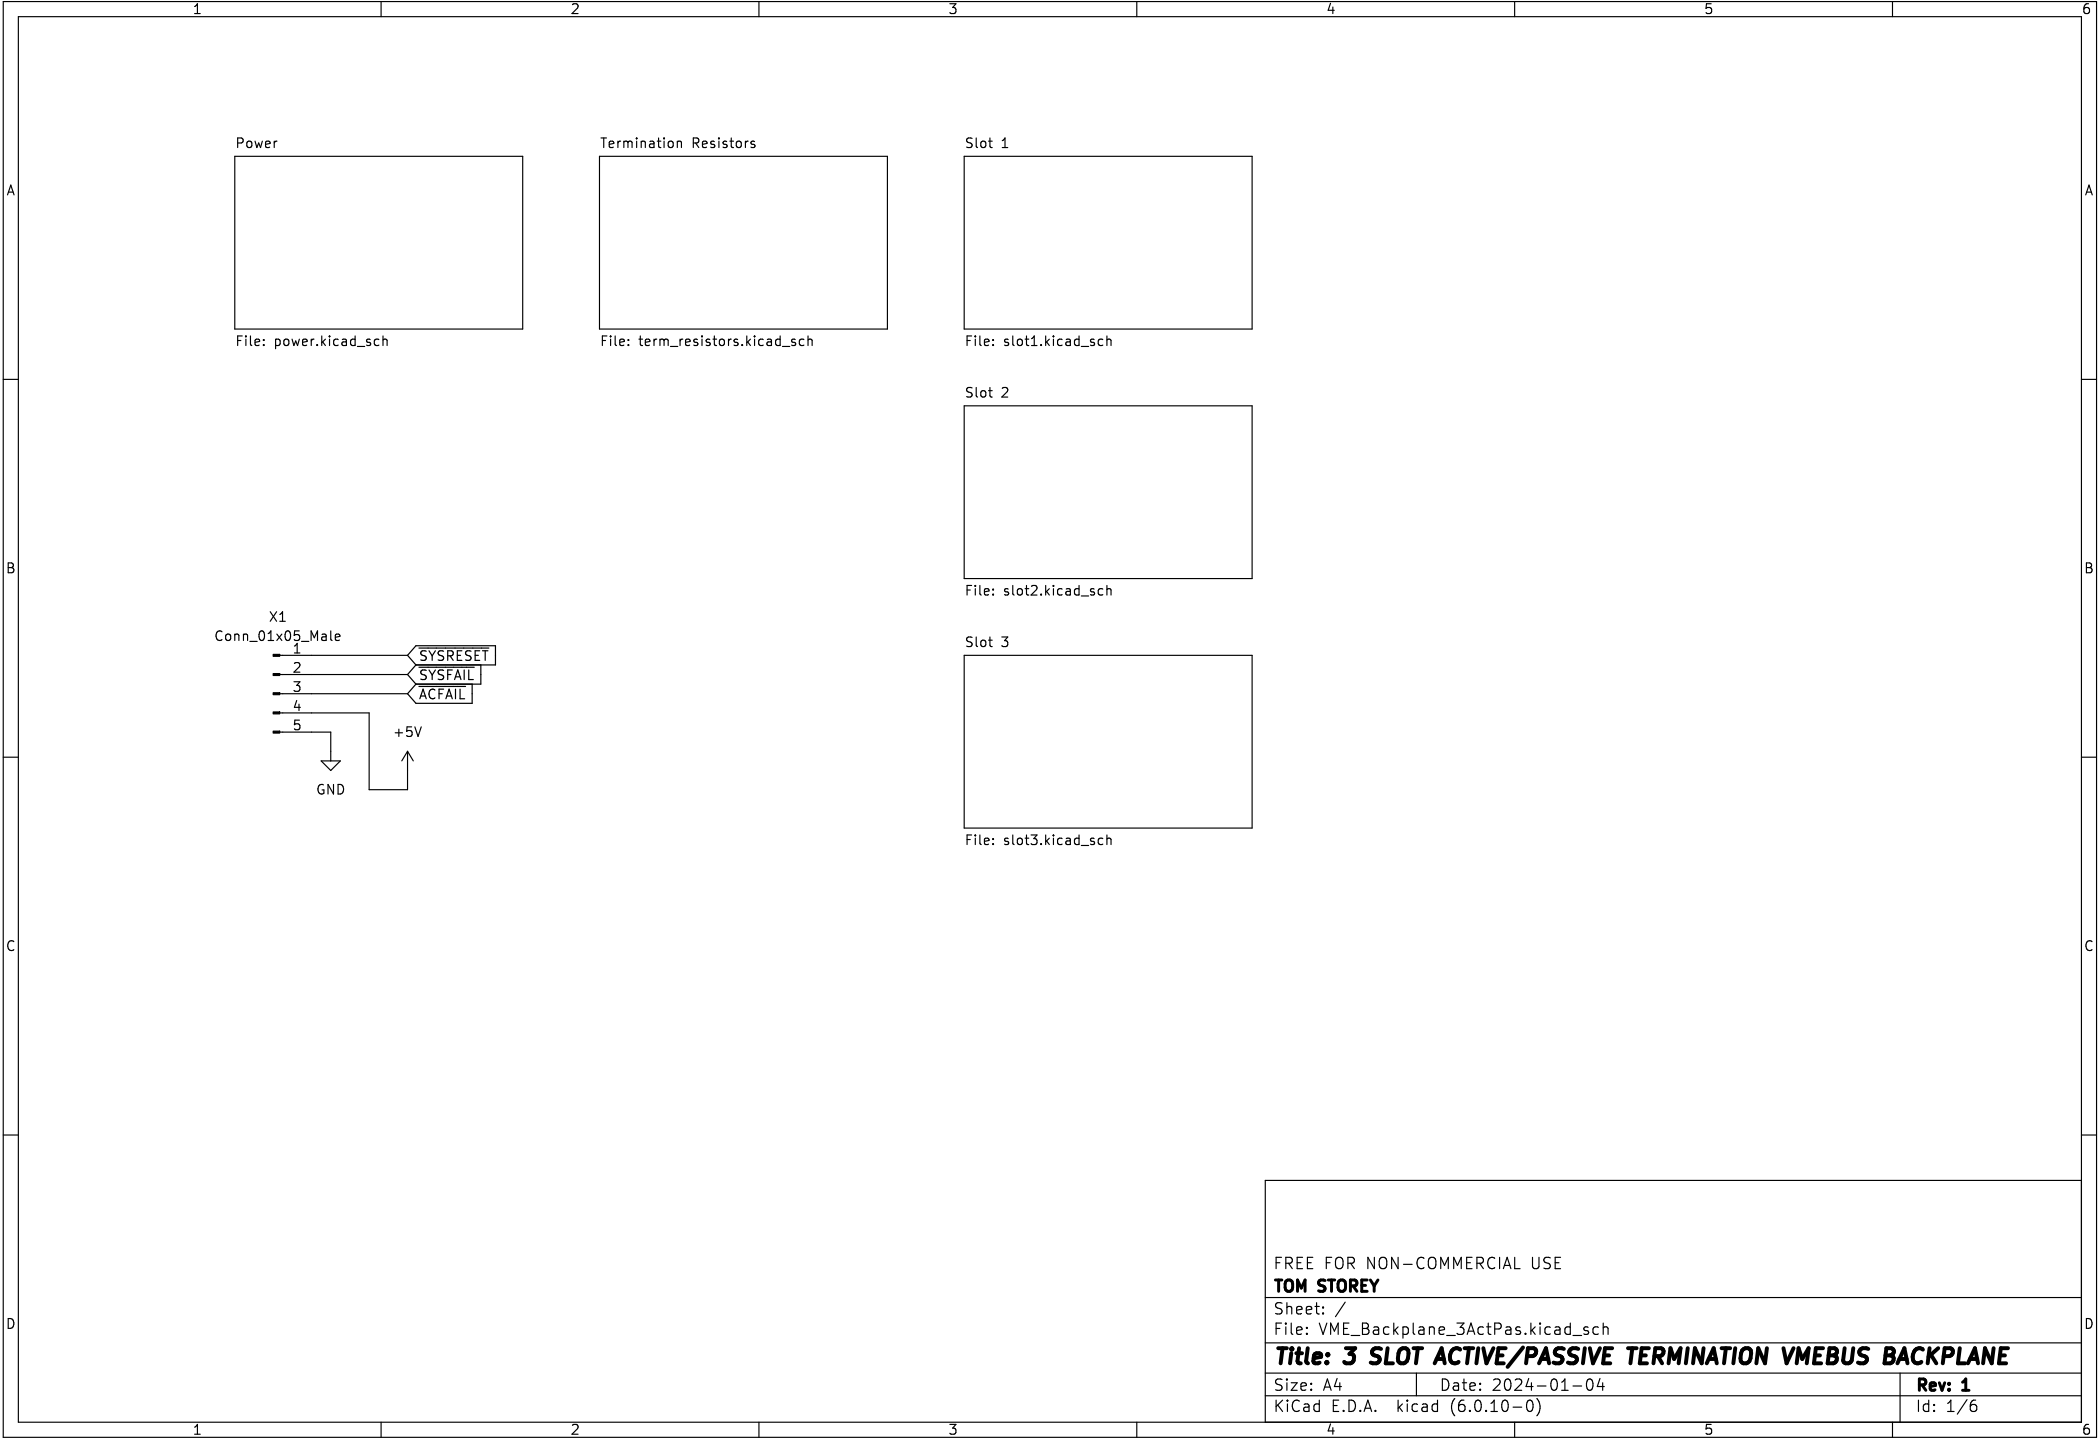 1 2 3 4 5 6
A A
B B
C C
D D
Power
File: power.kicad_sch
Termination Resistors
File: term_resistors.kicad_sch
Slot 1
File: slot1.kicad_sch
Slot 2
File: slot2.kicad_sch
Slot 3
File: slot3.kicad_sch
X1
Conn_01x05_Male
1 SYSRESET
2 SYSFAIL
3 ACFAIL
4
5
+5V
GND
FREE FOR NON-COMMERCIAL USE
TOM STOREY
Sheet: /
File: VME_Backplane_3ActPas.kicad_sch
Title: 3 SLOT ACTIVE/PASSIVE TERMINATION VMEBUS BACKPLANE
Size: A4 Date: 2024-01-04 Rev: 1
KiCad E.D.A. kicad (6.0.10-0) Id: 1/6
1 2 3 4 5 6